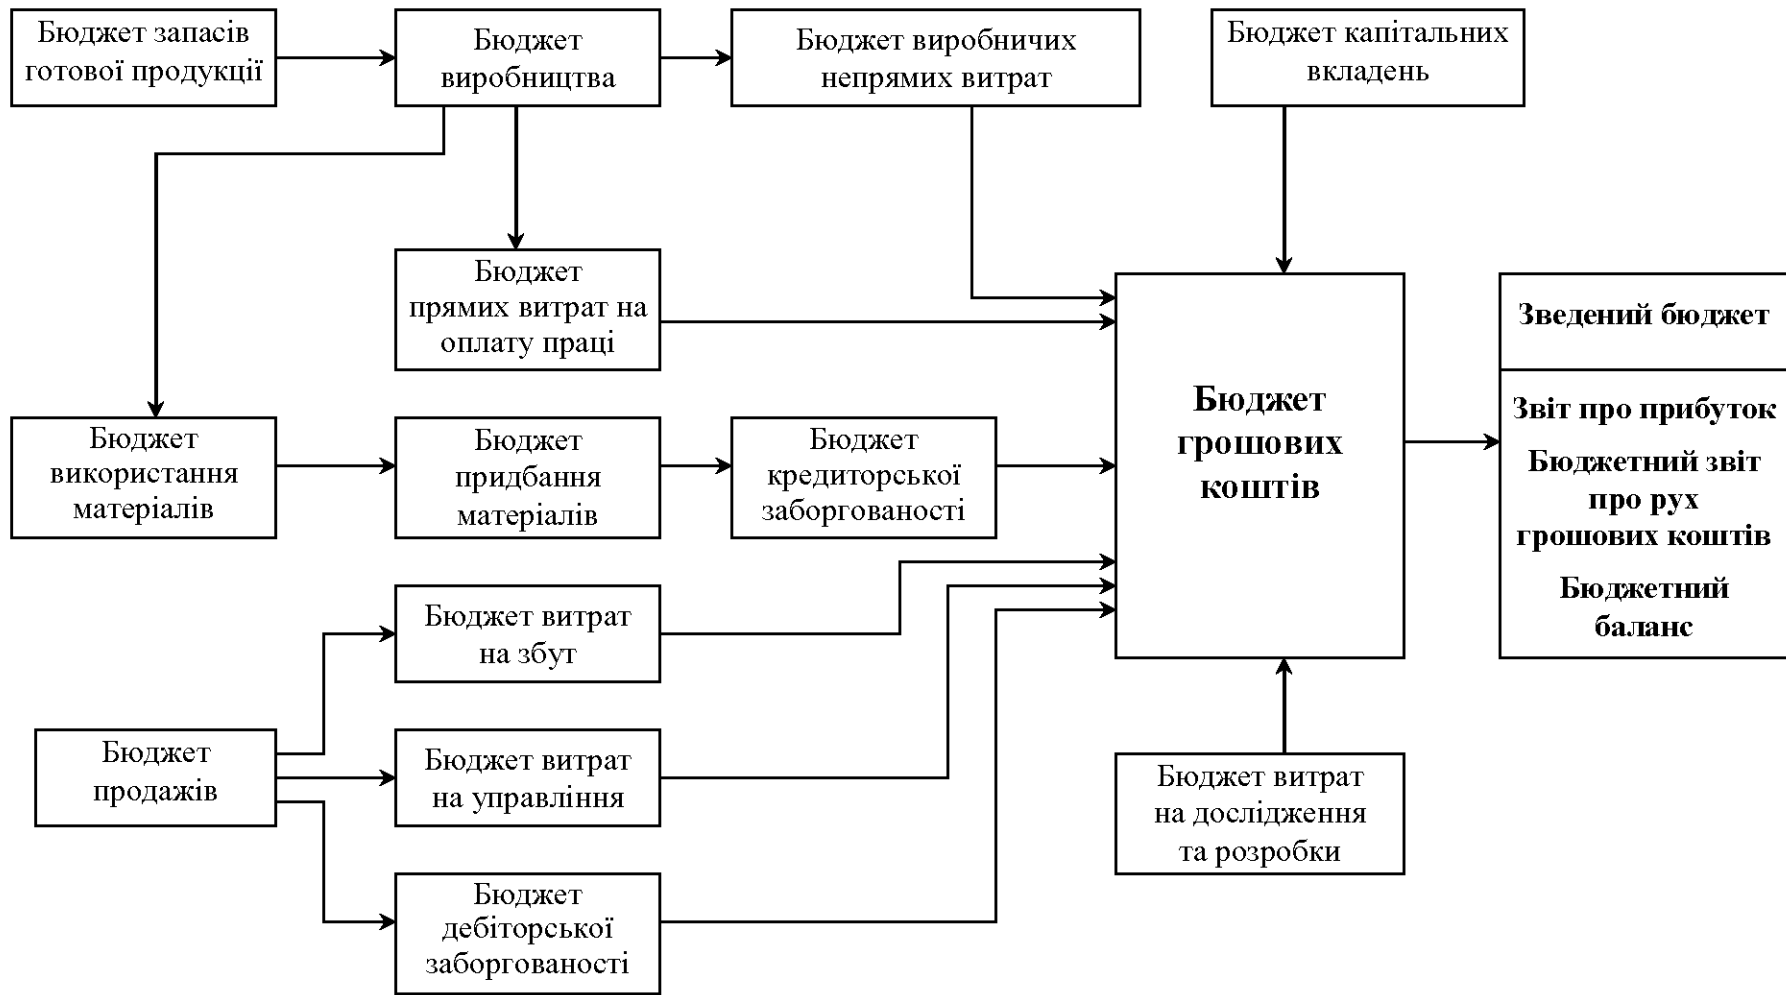 Бюджет запасів
готової продукції
Бюджет
виробництва
Бюджет виробничих
непрямих витрат
Бюджет капітальних
вкладень
Бюджет
прямих витрат на
оплату праці
Бюджет
використання
матеріалів
Бюджет
придбання
матеріалів
Бюджет
кредиторської
заборгованості
Бюджет
грошових
коштів
Зведений бюджет
Звіт про прибуток
Бюджетний звіт
про рух
грошових коштів
Бюджетний
баланс
Бюджет витрат
на збут
Бюджет
продажів
Бюджет витрат
на управління
Бюджет витрат
на дослідження
та розробки
Бюджет
дебіторської
заборгованості